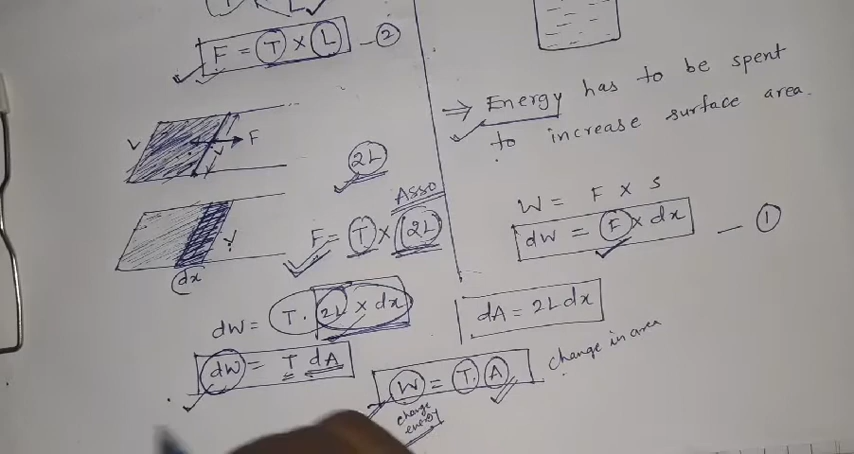 F = T × L — 2
F
2L
Asso
F = T × 2L
dx
dW = T. 2L × dx
dW = T dA
W = T. A
change
energy
⇒ Energy has to be spent
to increase surface area.
W = F × s
dW = F × dx — 1
dA = 2L dx
change in area